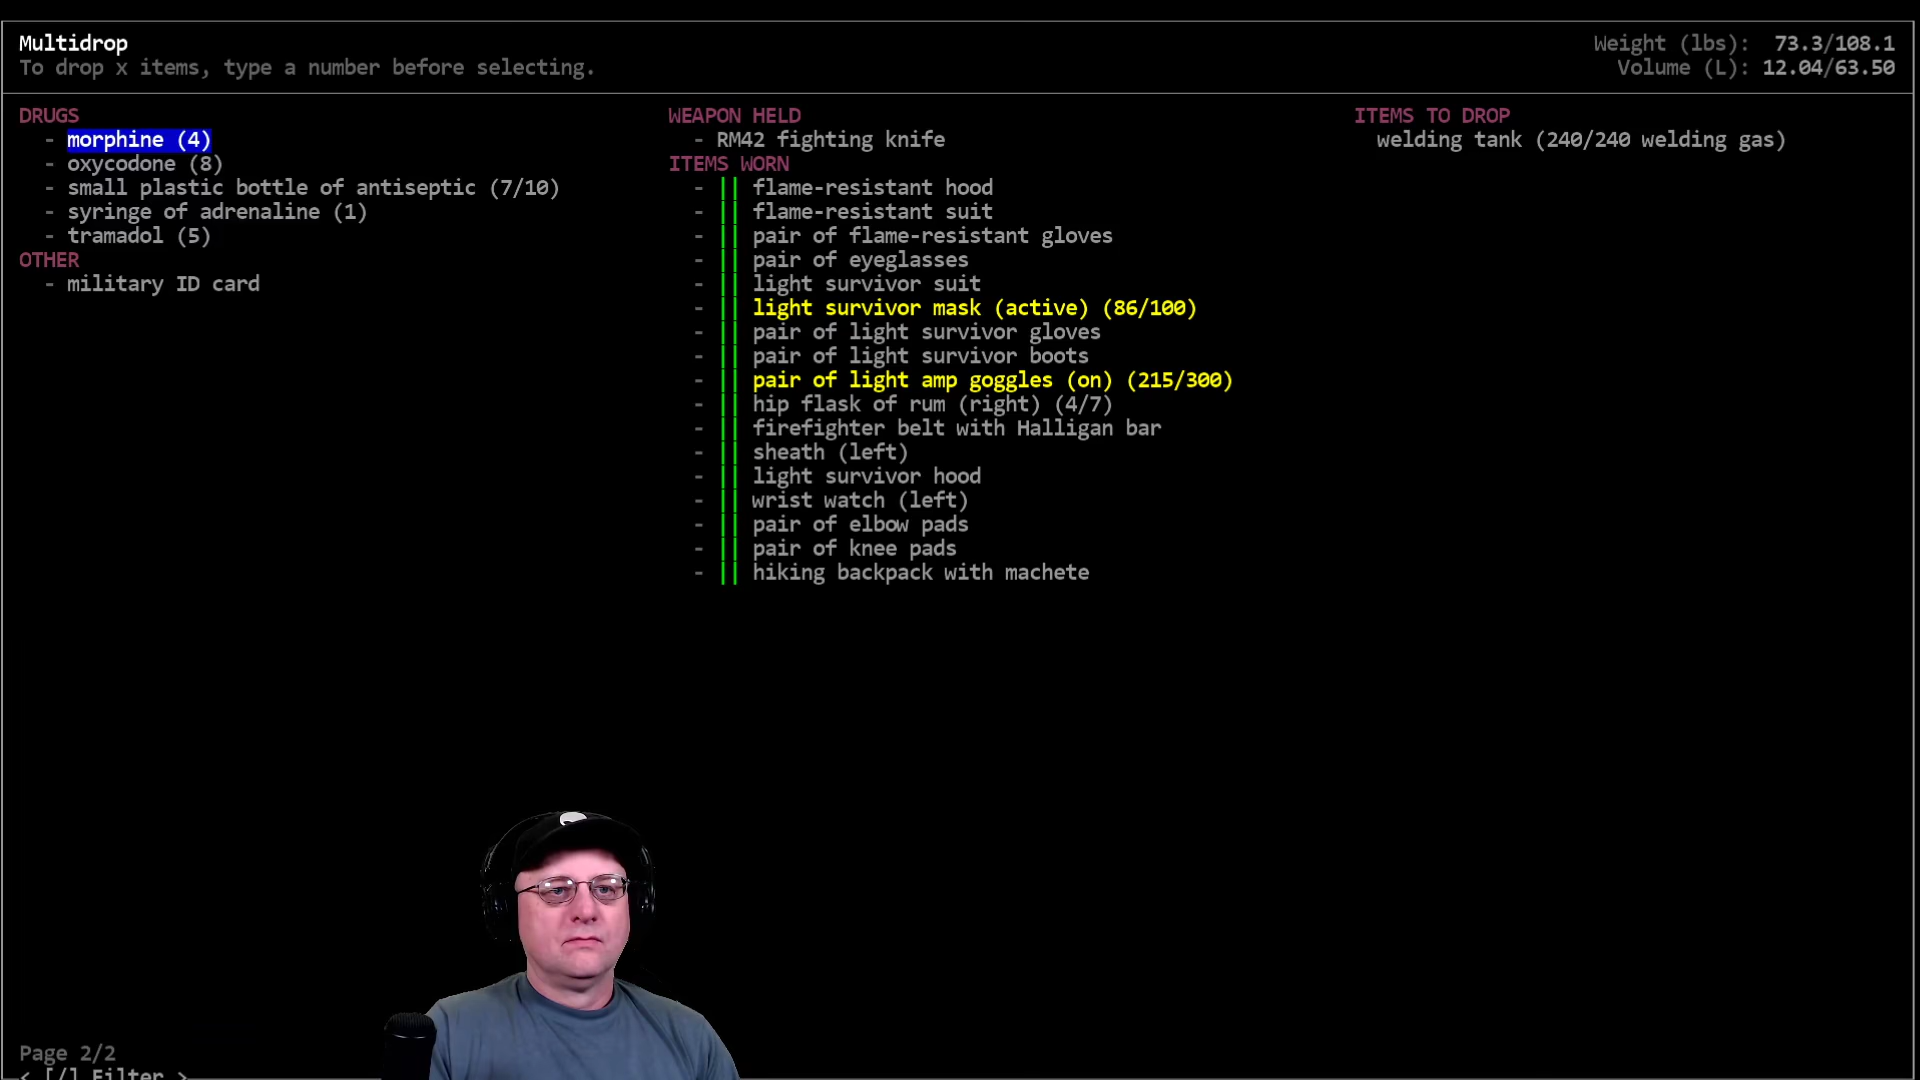 Multidrop
To drop x items, type a number before selecting.
Weight (lbs): 73.3/108.1
Volume (L): 12.04/63.50
DRUGS
- morphine (4)
- oxycodone (8)
- small plastic bottle of antiseptic (7/10)
- syringe of adrenaline (1)
- tramadol (5)
OTHER
- military ID card
WEAPON HELD
- RM42 fighting knife
ITEMS WORN
- || flame-resistant hood
- || flame-resistant suit
- || pair of flame-resistant gloves
- || pair of eyeglasses
- || light survivor suit
- || light survivor mask (active) (86/100)
- || pair of light survivor gloves
- || pair of light survivor boots
- || pair of light amp goggles (on) (215/300)
- || hip flask of rum (right) (4/7)
- || firefighter belt with Halligan bar
- || sheath (left)
- || light survivor hood
- || wrist watch (left)
- || pair of elbow pads
- || pair of knee pads
- || hiking backpack with machete
ITEMS TO DROP
welding tank (240/240 welding gas)
Page 2/2
< [/] Filter >